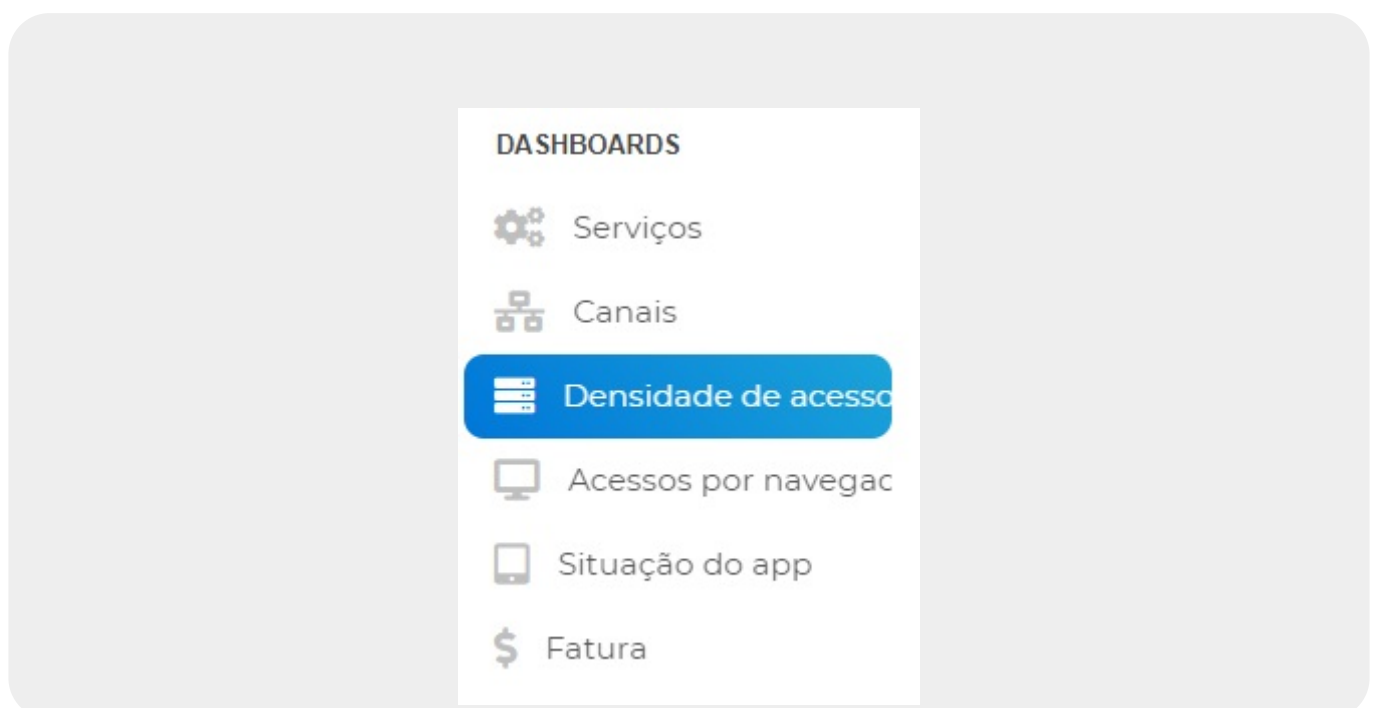 DASHBOARDS
Serviços
Canais
Densidade de acesso
Acessos por navegac
Situação do app
Fatura